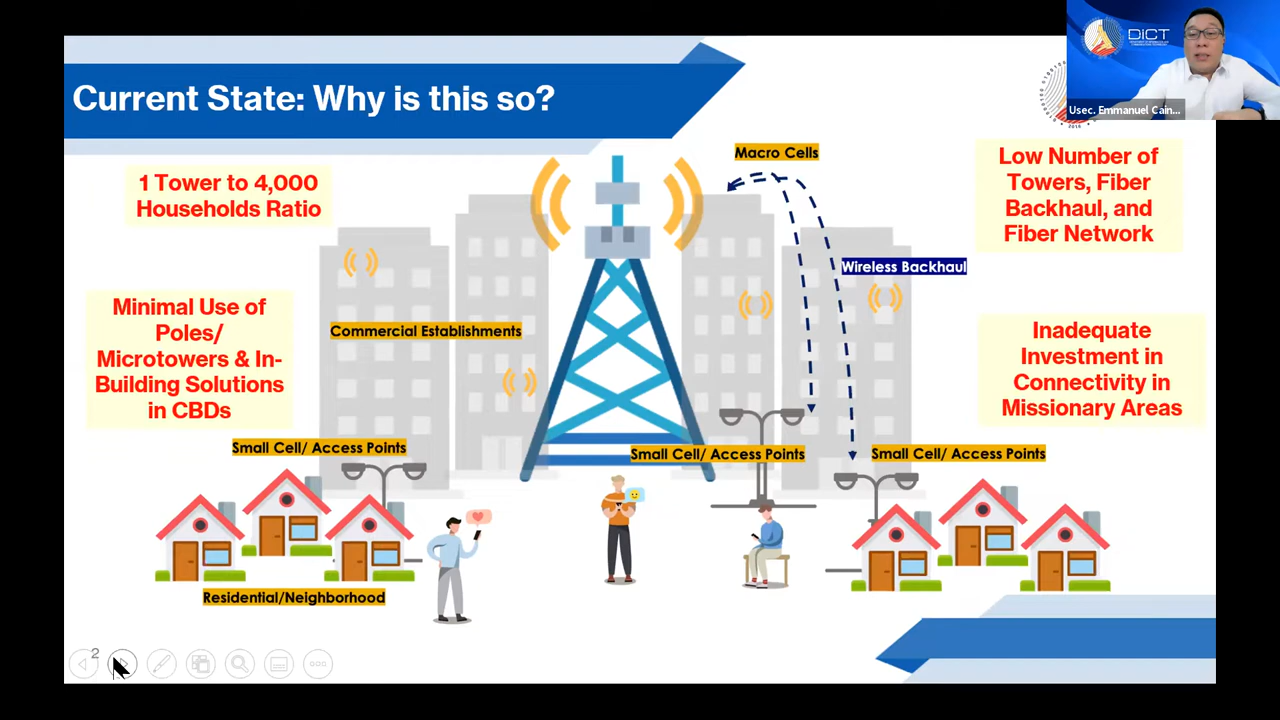 DICT
Usec. Emmanuel Cain...
Current State: Why is this so?
1 Tower to 4,000
Households Ratio
Macro Cells
Low Number of
Towers, Fiber
Backhaul, and
Fiber Network
Wireless Backhaul
Minimal Use of
Poles/
Microtowers & In-
Building Solutions
in CBDs
Commercial Establishments
Inadequate
Investment in
Connectivity in
Missionary Areas
Small Cell/ Access Points
Small Cell/ Access Points
Small Cell/ Access Points
Residential/Neighborhood
2